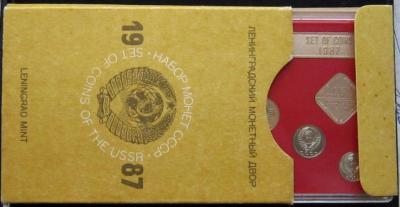 ЛЕНИНГРАДСКИЙ МОНЕТНЫЙ ДВОР
19 87
НАБОР МОНЕТ СССР •
SET OF COINS OF THE USSR •
LENINGRAD MINT
SET OF COINS
1987